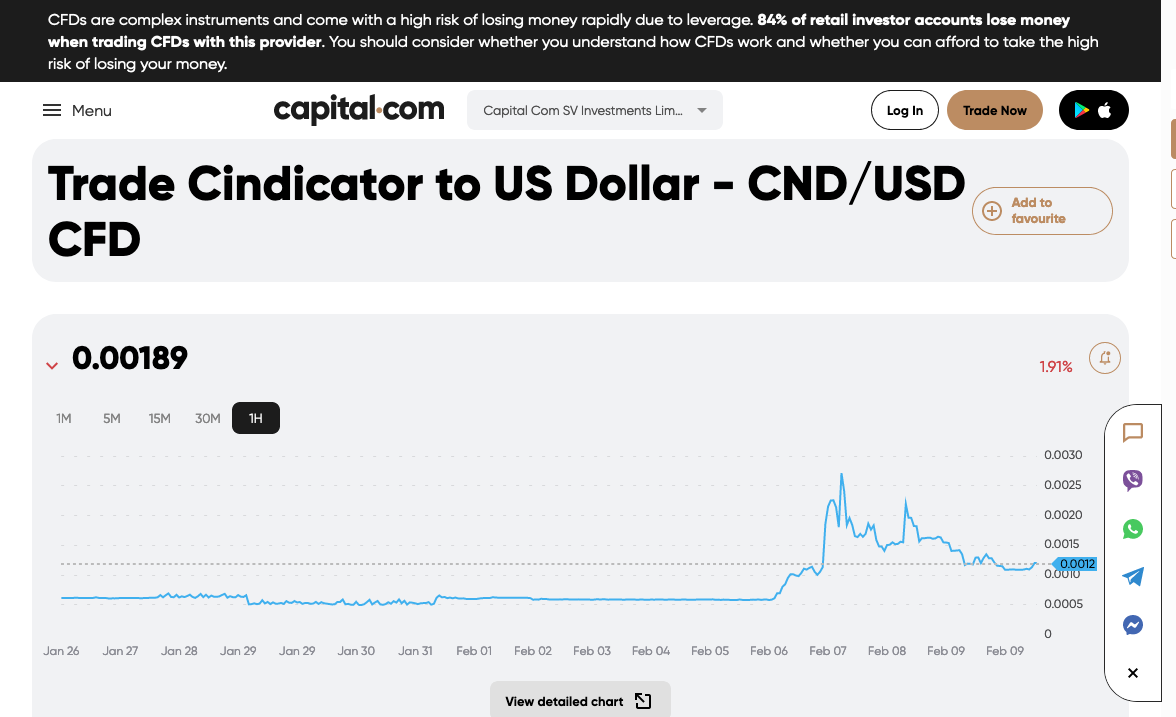 CFDs are complex instruments and come with a high risk of losing money rapidly due to leverage. 84% of retail investor accounts lose money
when trading CFDs with this provider. You should consider whether you understand how CFDs work and whether you can afford to take the high
risk of losing your money.
Menu
capital.com
Capital Com SV Investments Lim...
Log In
Trade Now
Trade Cindicator to US Dollar - CND/USD
CFD
Add to
favourite
0.00189
1.91%
1M 5M 15M 30M 1H
0.0030
0.0025
0.0020
0.0015
0.0012
0.0010
0.0005
0
Jan 26 Jan 27 Jan 28 Jan 29 Jan 29 Jan 30 Jan 31 Feb 01 Feb 02 Feb 03 Feb 04 Feb 05 Feb 06 Feb 07 Feb 08 Feb 09 Feb 09
View detailed chart